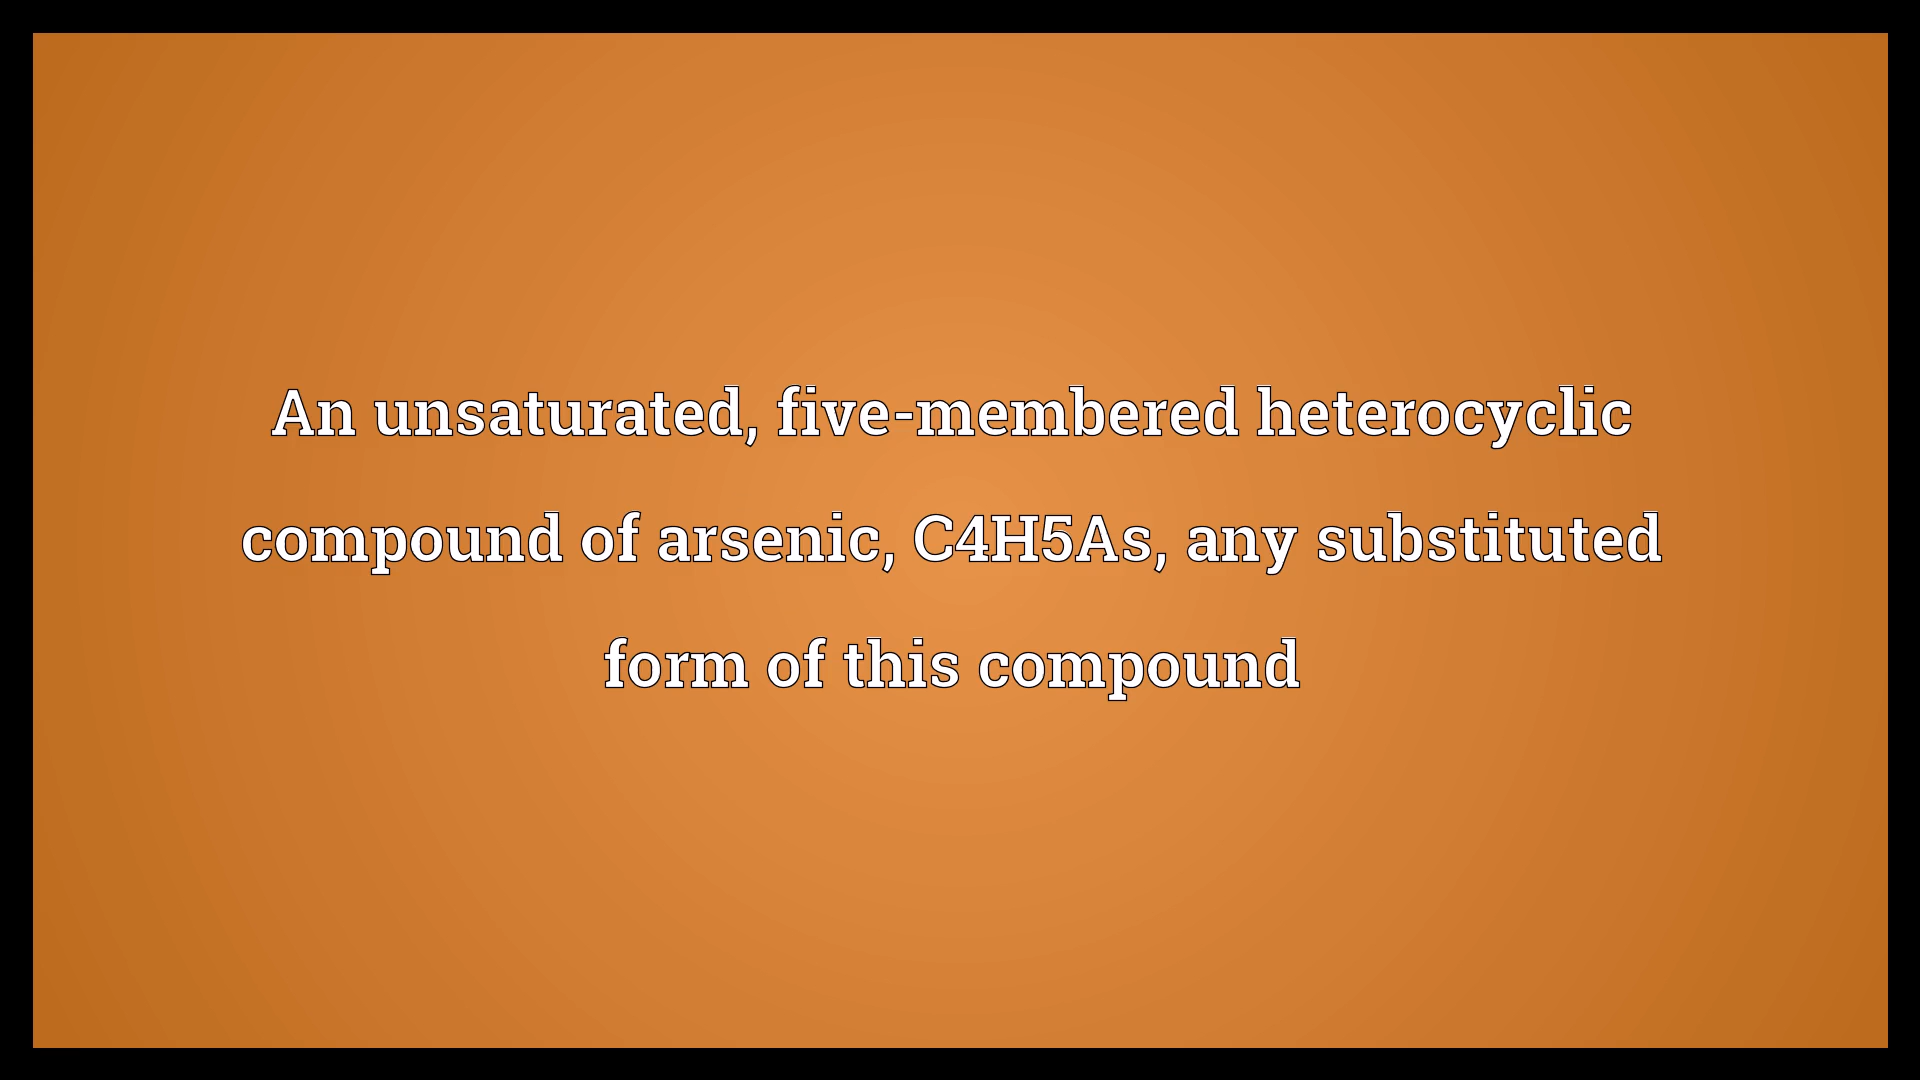 An unsaturated, five-membered heterocyclic
compound of arsenic, C4H5As, any substituted
form of this compound